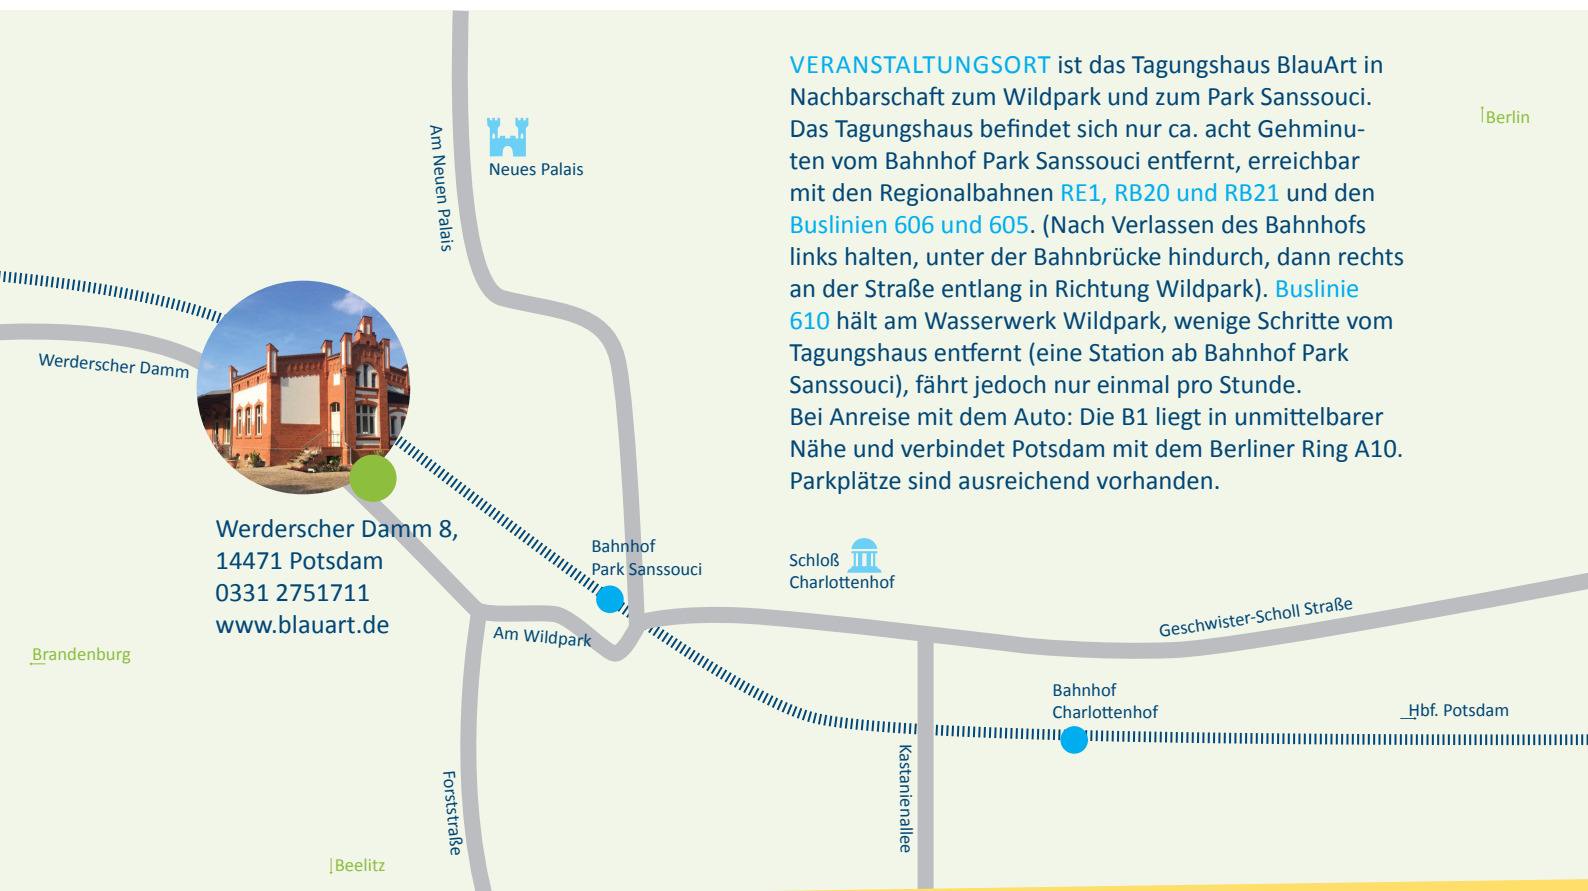 VERANSTALTUNGSORT ist das Tagungshaus BlauArt in
Nachbarschaft zum Wildpark und zum Park Sanssouci.
Das Tagungshaus befindet sich nur ca. acht Gehminu-
ten vom Bahnhof Park Sanssouci entfernt, erreichbar
mit den Regionalbahnen RE1, RB20 und RB21 und den
Buslinien 606 und 605. (Nach Verlassen des Bahnhofs
links halten, unter der Bahnbrücke hindurch, dann rechts
an der Straße entlang in Richtung Wildpark). Buslinie
610 hält am Wasserwerk Wildpark, wenige Schritte vom
Tagungshaus entfernt (eine Station ab Bahnhof Park
Sanssouci), fährt jedoch nur einmal pro Stunde.
Bei Anreise mit dem Auto: Die B1 liegt in unmittelbarer
Nähe und verbindet Potsdam mit dem Berliner Ring A10.
Parkplätze sind ausreichend vorhanden.
Berlin
Am Neuen Palais
Neues Palais
Werderscher Damm
Werderscher Damm 8,
14471 Potsdam
0331 2751711
www.blauart.de
Bahnhof
Park Sanssouci
Schloß
Charlottenhof
Am Wildpark
Geschwister-Scholl Straße
Brandenburg
Bahnhof
Charlottenhof
Hbf. Potsdam
Kastanienallee
Forststraße
Beelitz